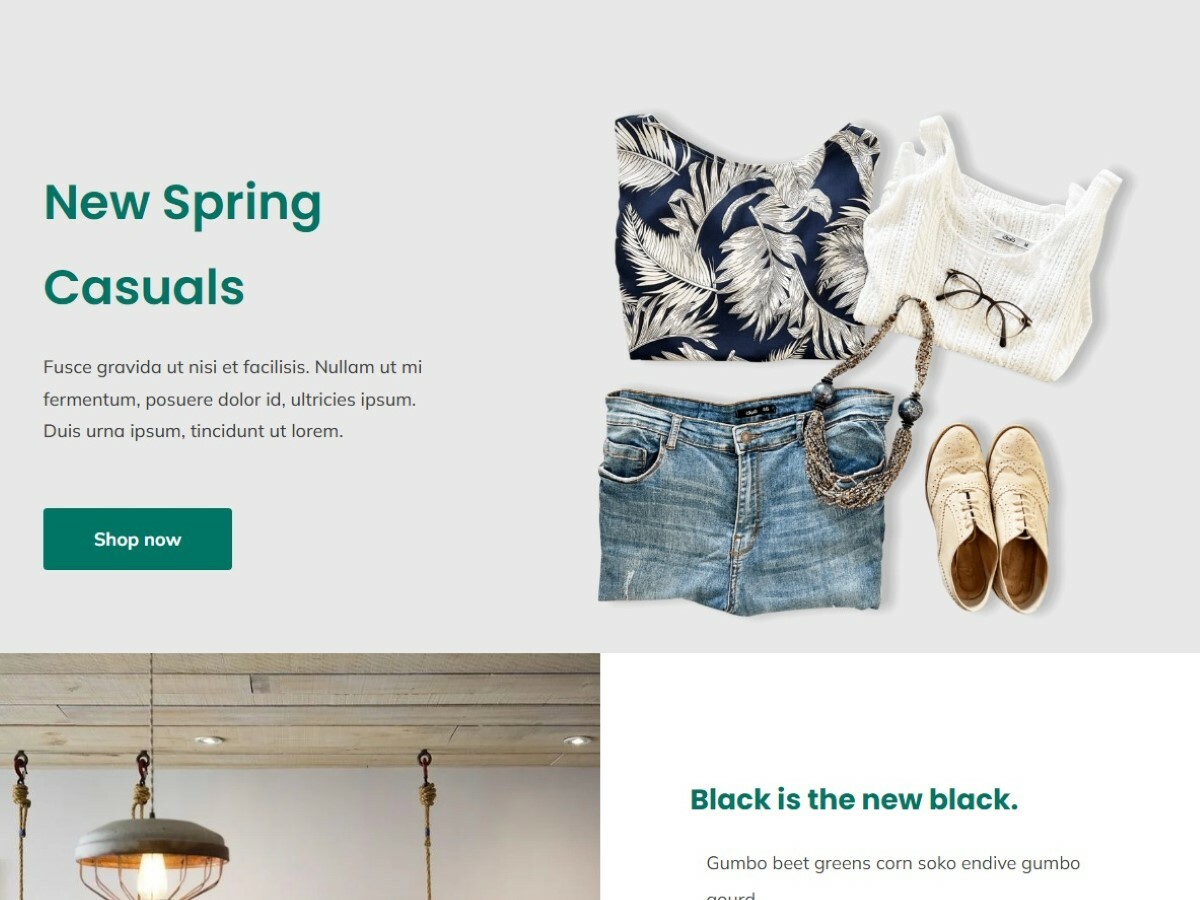 New Spring
Casuals
Fusce gravida ut nisi et facilisis. Nullam ut mi
fermentum, posuere dolor id, ultricies ipsum.
Duis urna ipsum, tincidunt ut lorem.
Shop now
Black is the new black.
Gumbo beet greens corn soko endive gumbo
gourd.